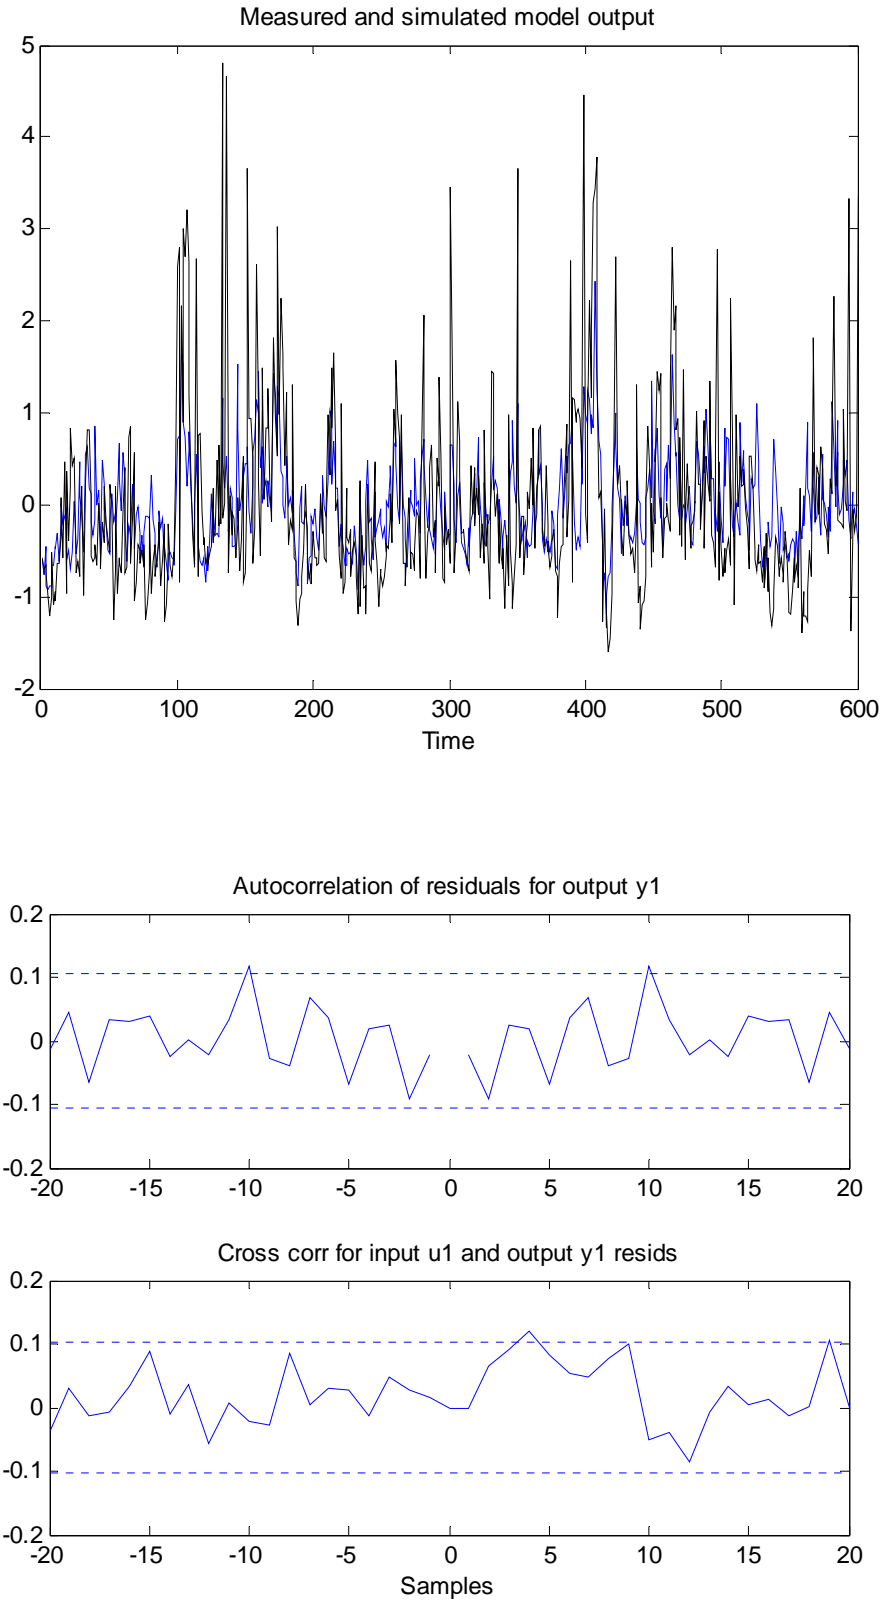 Measured and simulated model output
5
4
3
2
1
0
-1
-2
0 100 200 300 400 500 600
Time
Autocorrelation of residuals for output y1
0.2
0.1
0
-0.1
-0.2
-20 -15 -10 -5 0 5 10 15 20
Cross corr for input u1 and output y1 resids
0.2
0.1
0
-0.1
-0.2
-20 -15 -10 -5 0 5 10 15 20
Samples